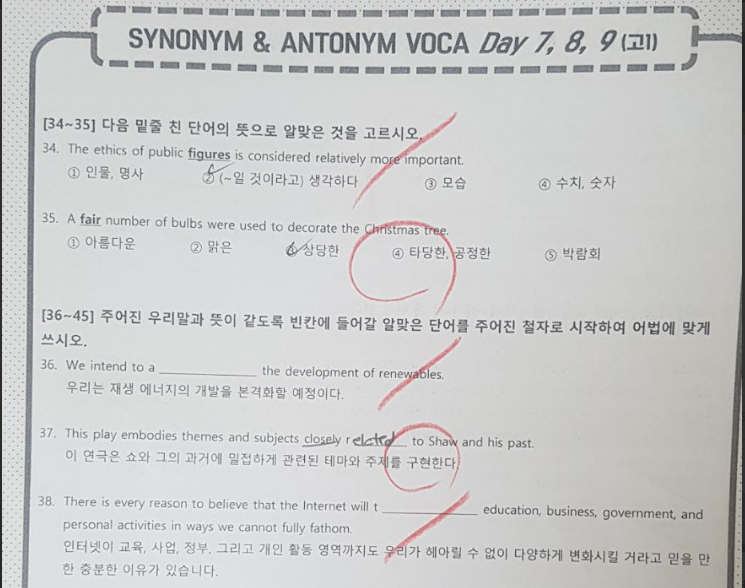 SYNONYM & ANTONYM VOCA Day 7, 8, 9 (고1)
[34~35] 다음 밑줄 친 단어의 뜻으로 알맞은 것을 고르시오.
34. The ethics of public figures is considered relatively more important.
① 인물, 명사 ② (~일 것이라고) 생각하다 ③ 모습 ④ 수치, 숫자
35. A fair number of bulbs were used to decorate the Christmas tree.
① 아름다운 ② 맑은 ③ 상당한 ④ 타당한, 공정한 ⑤ 박람회
[36~45] 주어진 우리말과 뜻이 같도록 빈칸에 들어갈 알맞은 단어를 주어진 철자로 시작하여 어법에 맞게
쓰시오.
36. We intend to a ____________ the development of renewables.
우리는 재생 에너지의 개발을 본격화할 예정이다.
37. This play embodies themes and subjects closely related to Shaw and his past.
이 연극은 쇼와 그의 과거에 밀접하게 관련된 테마와 주제를 구현한다.
38. There is every reason to believe that the Internet will t ____________ education, business, government, and
personal activities in ways we cannot fully fathom.
인터넷이 교육, 사업, 정부, 그리고 개인 활동 영역까지도 우리가 헤아릴 수 없이 다양하게 변화시킬 거라고 믿을 만
한 충분한 이유가 있습니다.